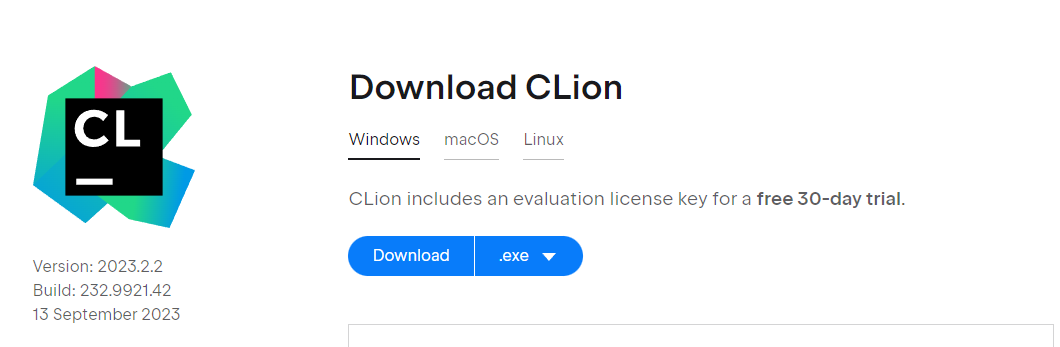 CL
Version: 2023.2.2
Build: 232.9921.42
13 September 2023
Download CLion
Windows macOS Linux
CLion includes an evaluation license key for a free 30-day trial.
Download .exe